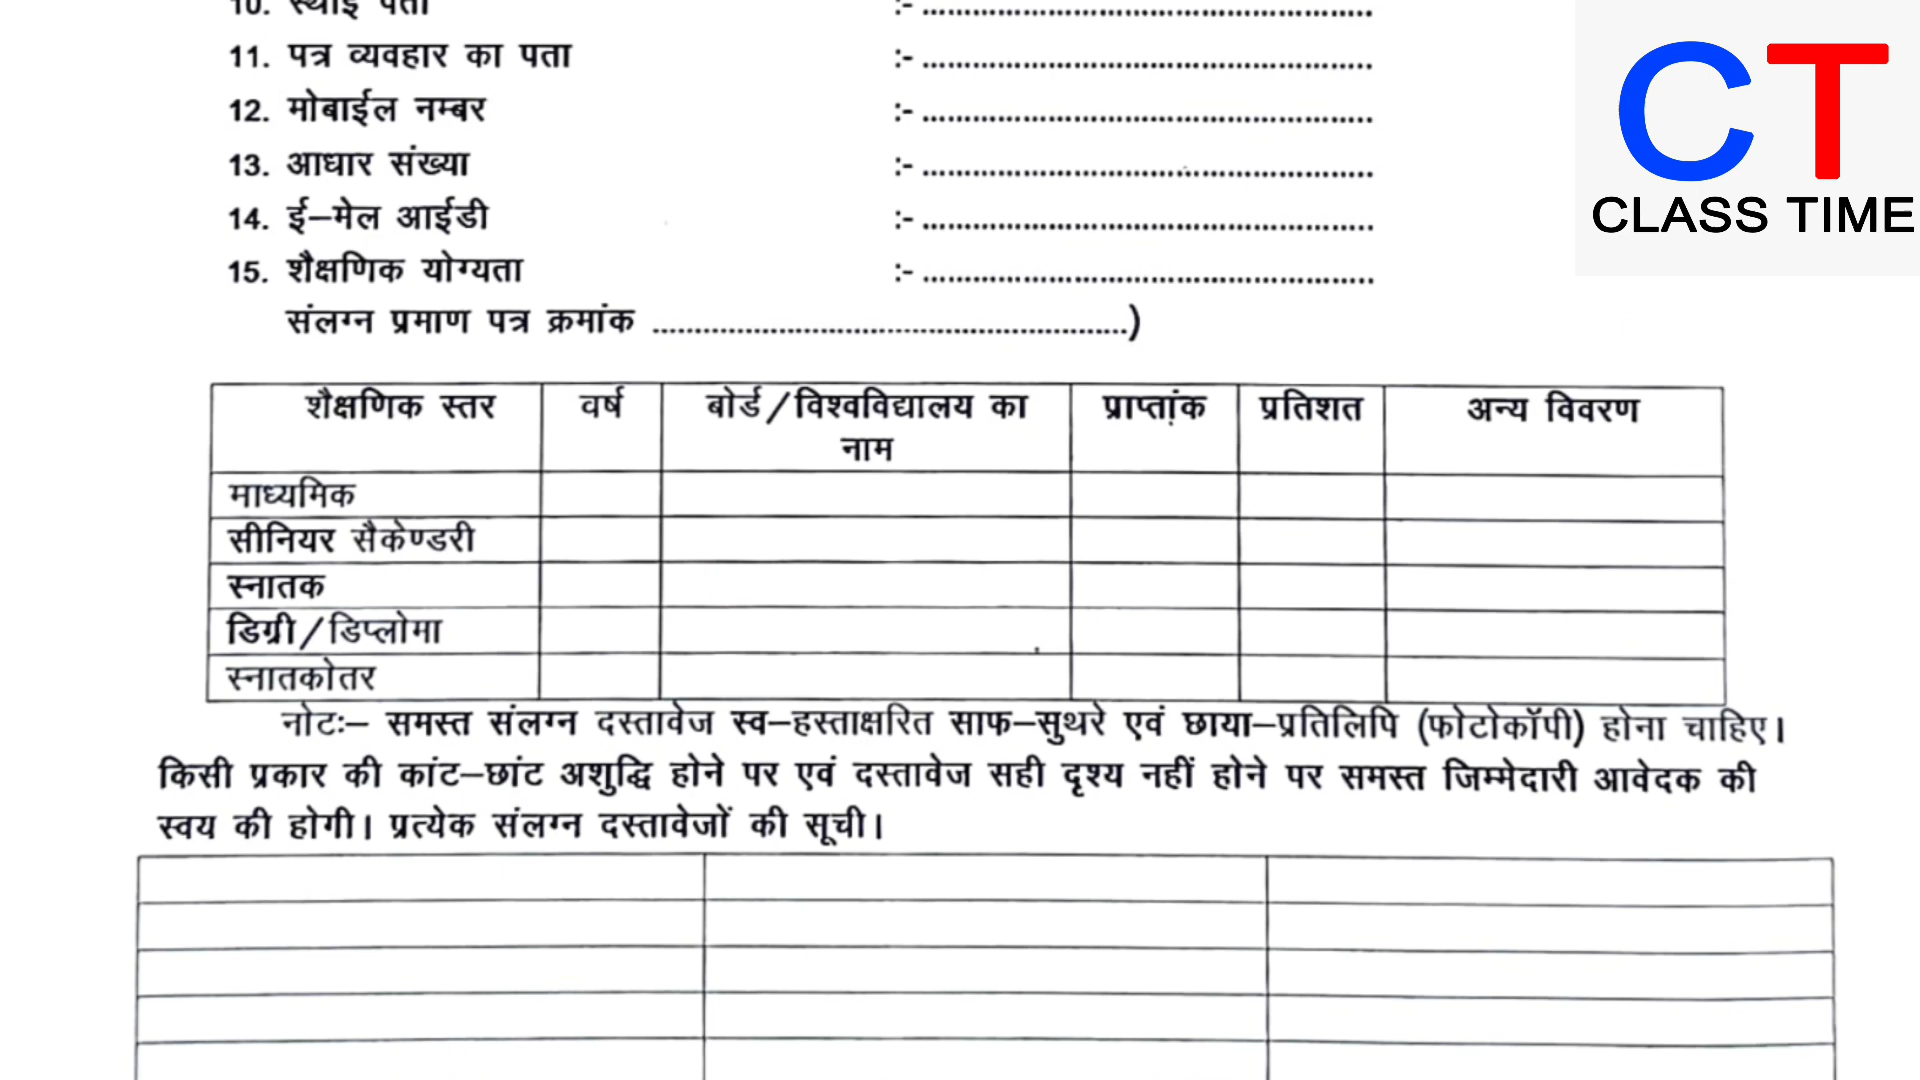 10. स्थाई पता :- ................................................
11. पत्र व्यवहार का पता :- ................................................
12. मोबाईल नम्बर :- ................................................
13. आधार संख्या :- ................................................
14. ई–मेल आईडी :- ................................................
15. शैक्षणिक योग्यता :- ................................................
संलग्न प्रमाण पत्र क्रमांक ................................................)
CT
CLASS TIME
शैक्षणिक स्तर वर्ष बोर्ड/विश्वविद्यालय का प्राप्तांक प्रतिशत अन्य विवरण
नाम
माध्यमिक
सीनियर सैकेण्डरी
स्नातक
डिग्री/डिप्लोमा
स्नातकोतर
नोटः– समस्त संलग्न दस्तावेज स्व–हस्ताक्षरित साफ–सुथरे एवं छाया–प्रतिलिपि (फोटोकॉपी) होना चाहिए।
किसी प्रकार की कांट–छांट अशुद्धि होने पर एवं दस्तावेज सही दृश्य नहीं होने पर समस्त जिम्मेदारी आवेदक की
स्वय की होगी। प्रत्येक संलग्न दस्तावेजों की सूची।